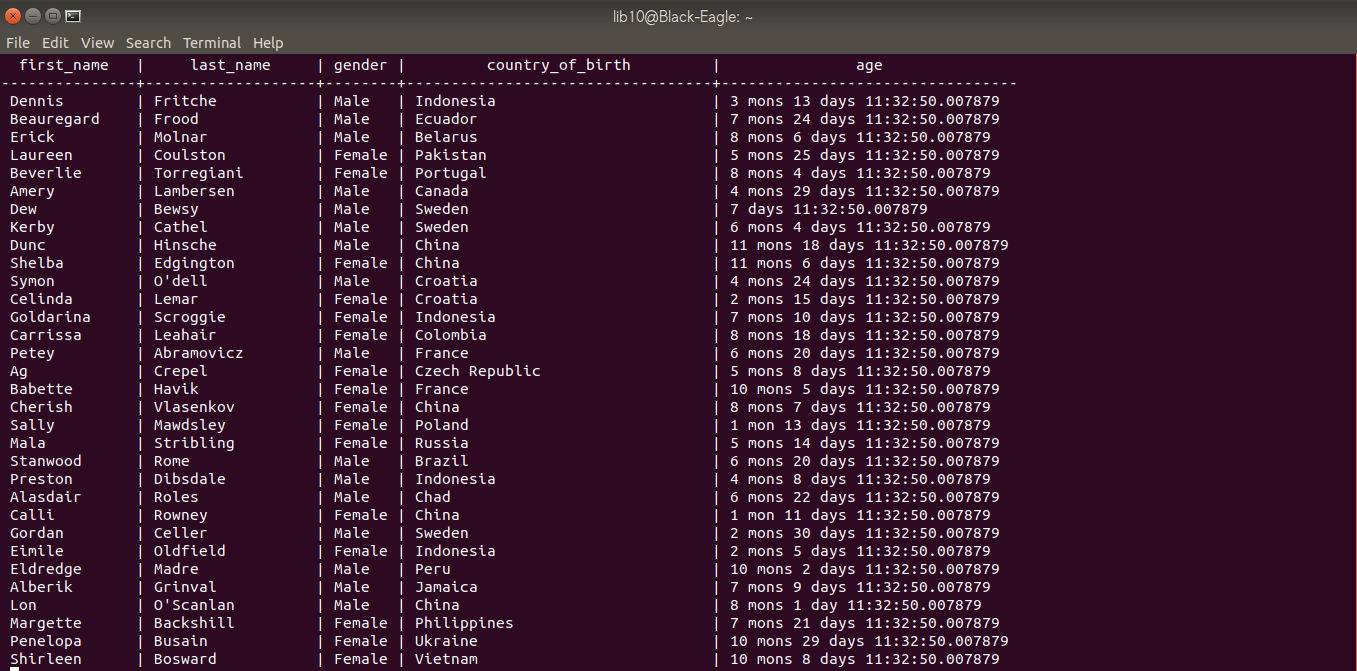 lib10@Black-Eagle: ~
File Edit View Search Terminal Help
first_name | last_name | gender | country_of_birth | age
---------------+-------------------+--------+----------------------------------+---------------------------------
Dennis | Fritche | Male | Indonesia | 3 mons 13 days 11:32:50.007879
Beauregard | Frood | Male | Ecuador | 7 mons 24 days 11:32:50.007879
Erick | Molnar | Male | Belarus | 8 mons 6 days 11:32:50.007879
Laureen | Coulston | Female | Pakistan | 5 mons 25 days 11:32:50.007879
Beverlie | Torregiani | Female | Portugal | 8 mons 4 days 11:32:50.007879
Amery | Lambersen | Male | Canada | 4 mons 29 days 11:32:50.007879
Dew | Bewsy | Male | Sweden | 7 days 11:32:50.007879
Kerby | Cathel | Male | Sweden | 6 mons 4 days 11:32:50.007879
Dunc | Hinsche | Male | China | 11 mons 18 days 11:32:50.007879
Shelba | Edgington | Female | China | 11 mons 6 days 11:32:50.007879
Symon | O'dell | Male | Croatia | 4 mons 24 days 11:32:50.007879
Celinda | Lemar | Female | Croatia | 2 mons 15 days 11:32:50.007879
Goldarina | Scroggie | Female | Indonesia | 7 mons 10 days 11:32:50.007879
Carrissa | Leahair | Female | Colombia | 8 mons 18 days 11:32:50.007879
Petey | Abramovicz | Male | France | 6 mons 20 days 11:32:50.007879
Ag | Crepel | Female | Czech Republic | 5 mons 8 days 11:32:50.007879
Babette | Havik | Female | France | 10 mons 5 days 11:32:50.007879
Cherish | Vlasenkov | Female | China | 8 mons 7 days 11:32:50.007879
Sally | Mawdsley | Female | Poland | 1 mon 13 days 11:32:50.007879
Mala | Stribling | Female | Russia | 5 mons 14 days 11:32:50.007879
Stanwood | Rome | Male | Brazil | 6 mons 20 days 11:32:50.007879
Preston | Dibsdale | Male | Indonesia | 4 mons 8 days 11:32:50.007879
Alasdair | Roles | Male | Chad | 6 mons 22 days 11:32:50.007879
Calli | Rowney | Female | China | 1 mon 11 days 11:32:50.007879
Gordan | Celler | Male | Sweden | 2 mons 30 days 11:32:50.007879
Eimile | Oldfield | Female | Indonesia | 2 mons 5 days 11:32:50.007879
Eldredge | Madre | Male | Peru | 10 mons 2 days 11:32:50.007879
Alberik | Grinval | Male | Jamaica | 7 mons 9 days 11:32:50.007879
Lon | O'Scanlan | Male | China | 8 mons 1 day 11:32:50.007879
Margette | Backshill | Female | Philippines | 7 mons 21 days 11:32:50.007879
Penelopa | Busain | Female | Ukraine | 10 mons 29 days 11:32:50.007879
Shirleen | Bosward | Female | Vietnam | 10 mons 8 days 11:32:50.007879